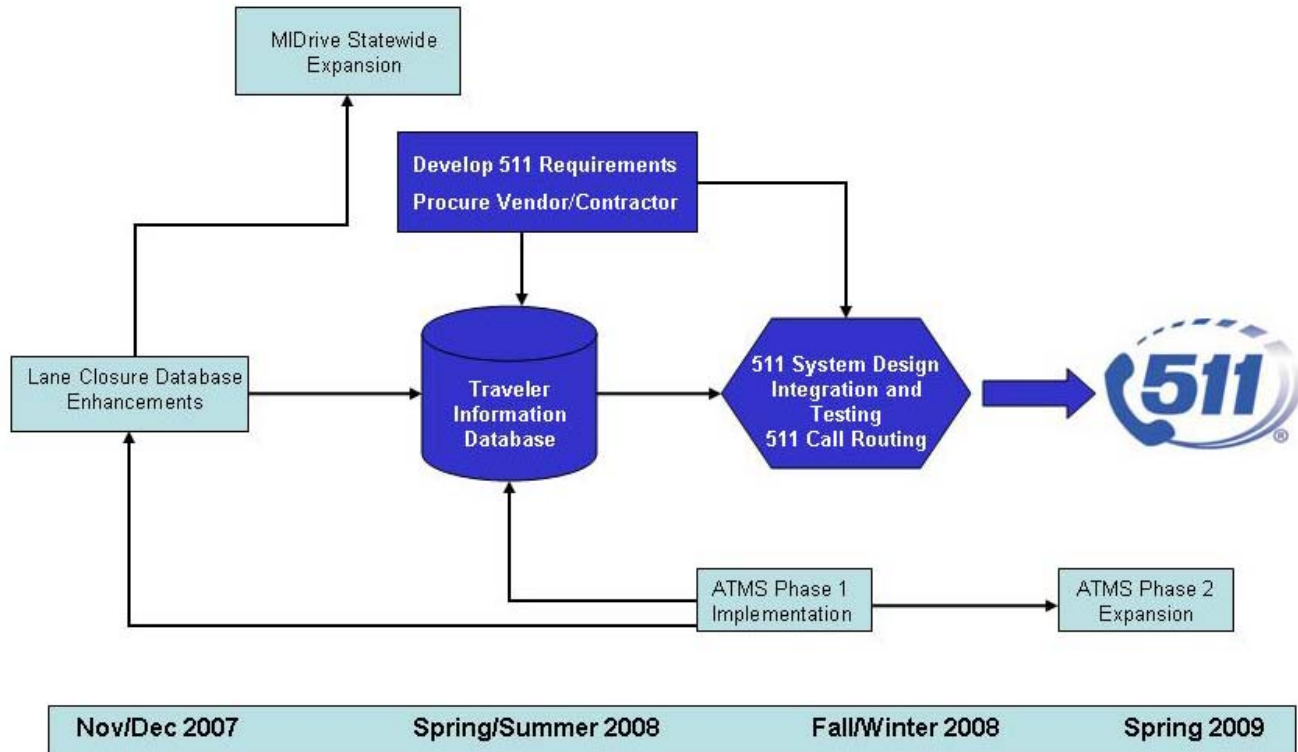 MIDrive Statewide
Expansion
Develop 511 Requirements
Procure Vendor/Contractor
Lane Closure Database
Enhancements
Traveler
Information
Database
511 System Design
Integration and
Testing
511 Call Routing
511
®
ATMS Phase 1
Implementation
ATMS Phase 2
Expansion
Nov/Dec 2007 Spring/Summer 2008 Fall/Winter 2008 Spring 2009